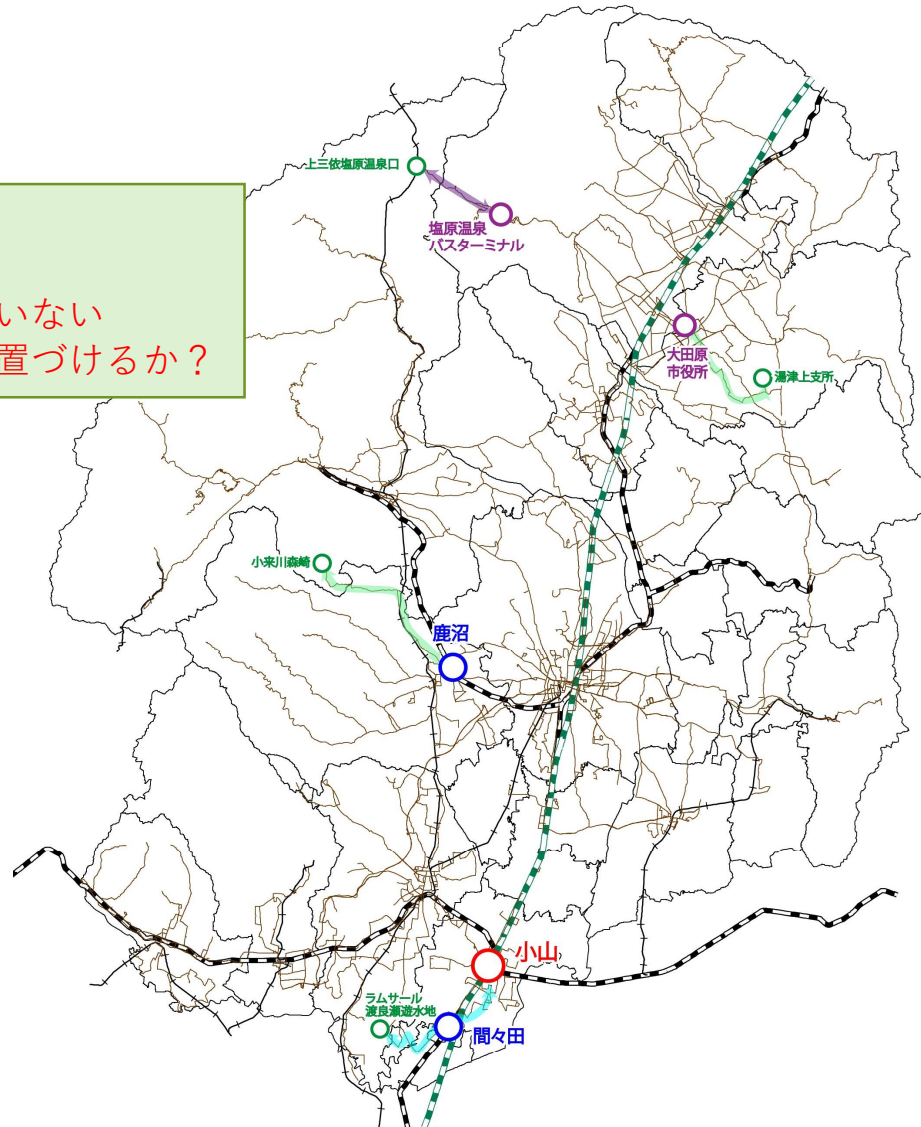 上三依塩原温泉口
塩原温泉
バスターミナル
いない
置づけるか？
大田原
市役所
湯津上支所
小来川森崎
鹿沼
小山
ラムサール
渡良瀬遊水地
間々田